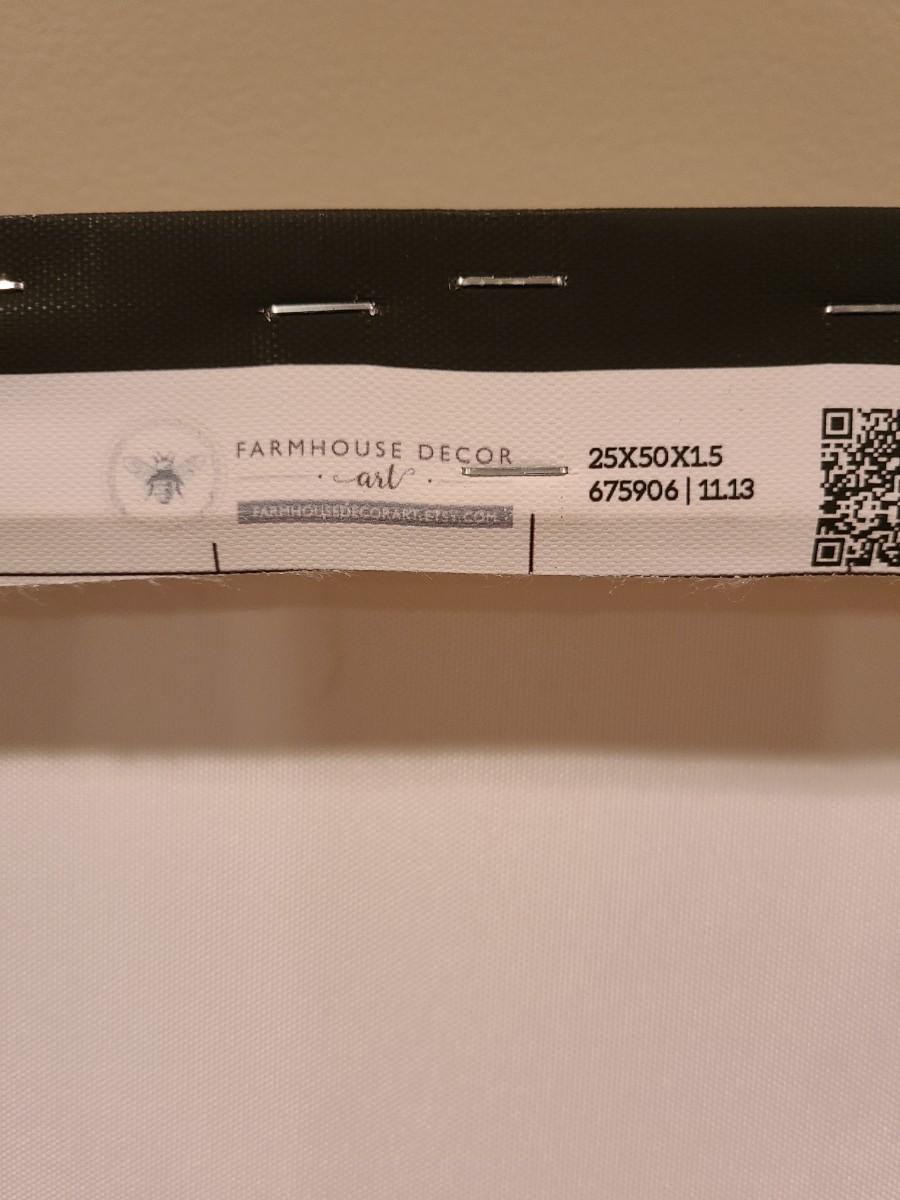 FARMHOUSE DECOR
art
FARMHOUSEDECORART.ETSY.COM
25X50X1.5
675906 | 11.13